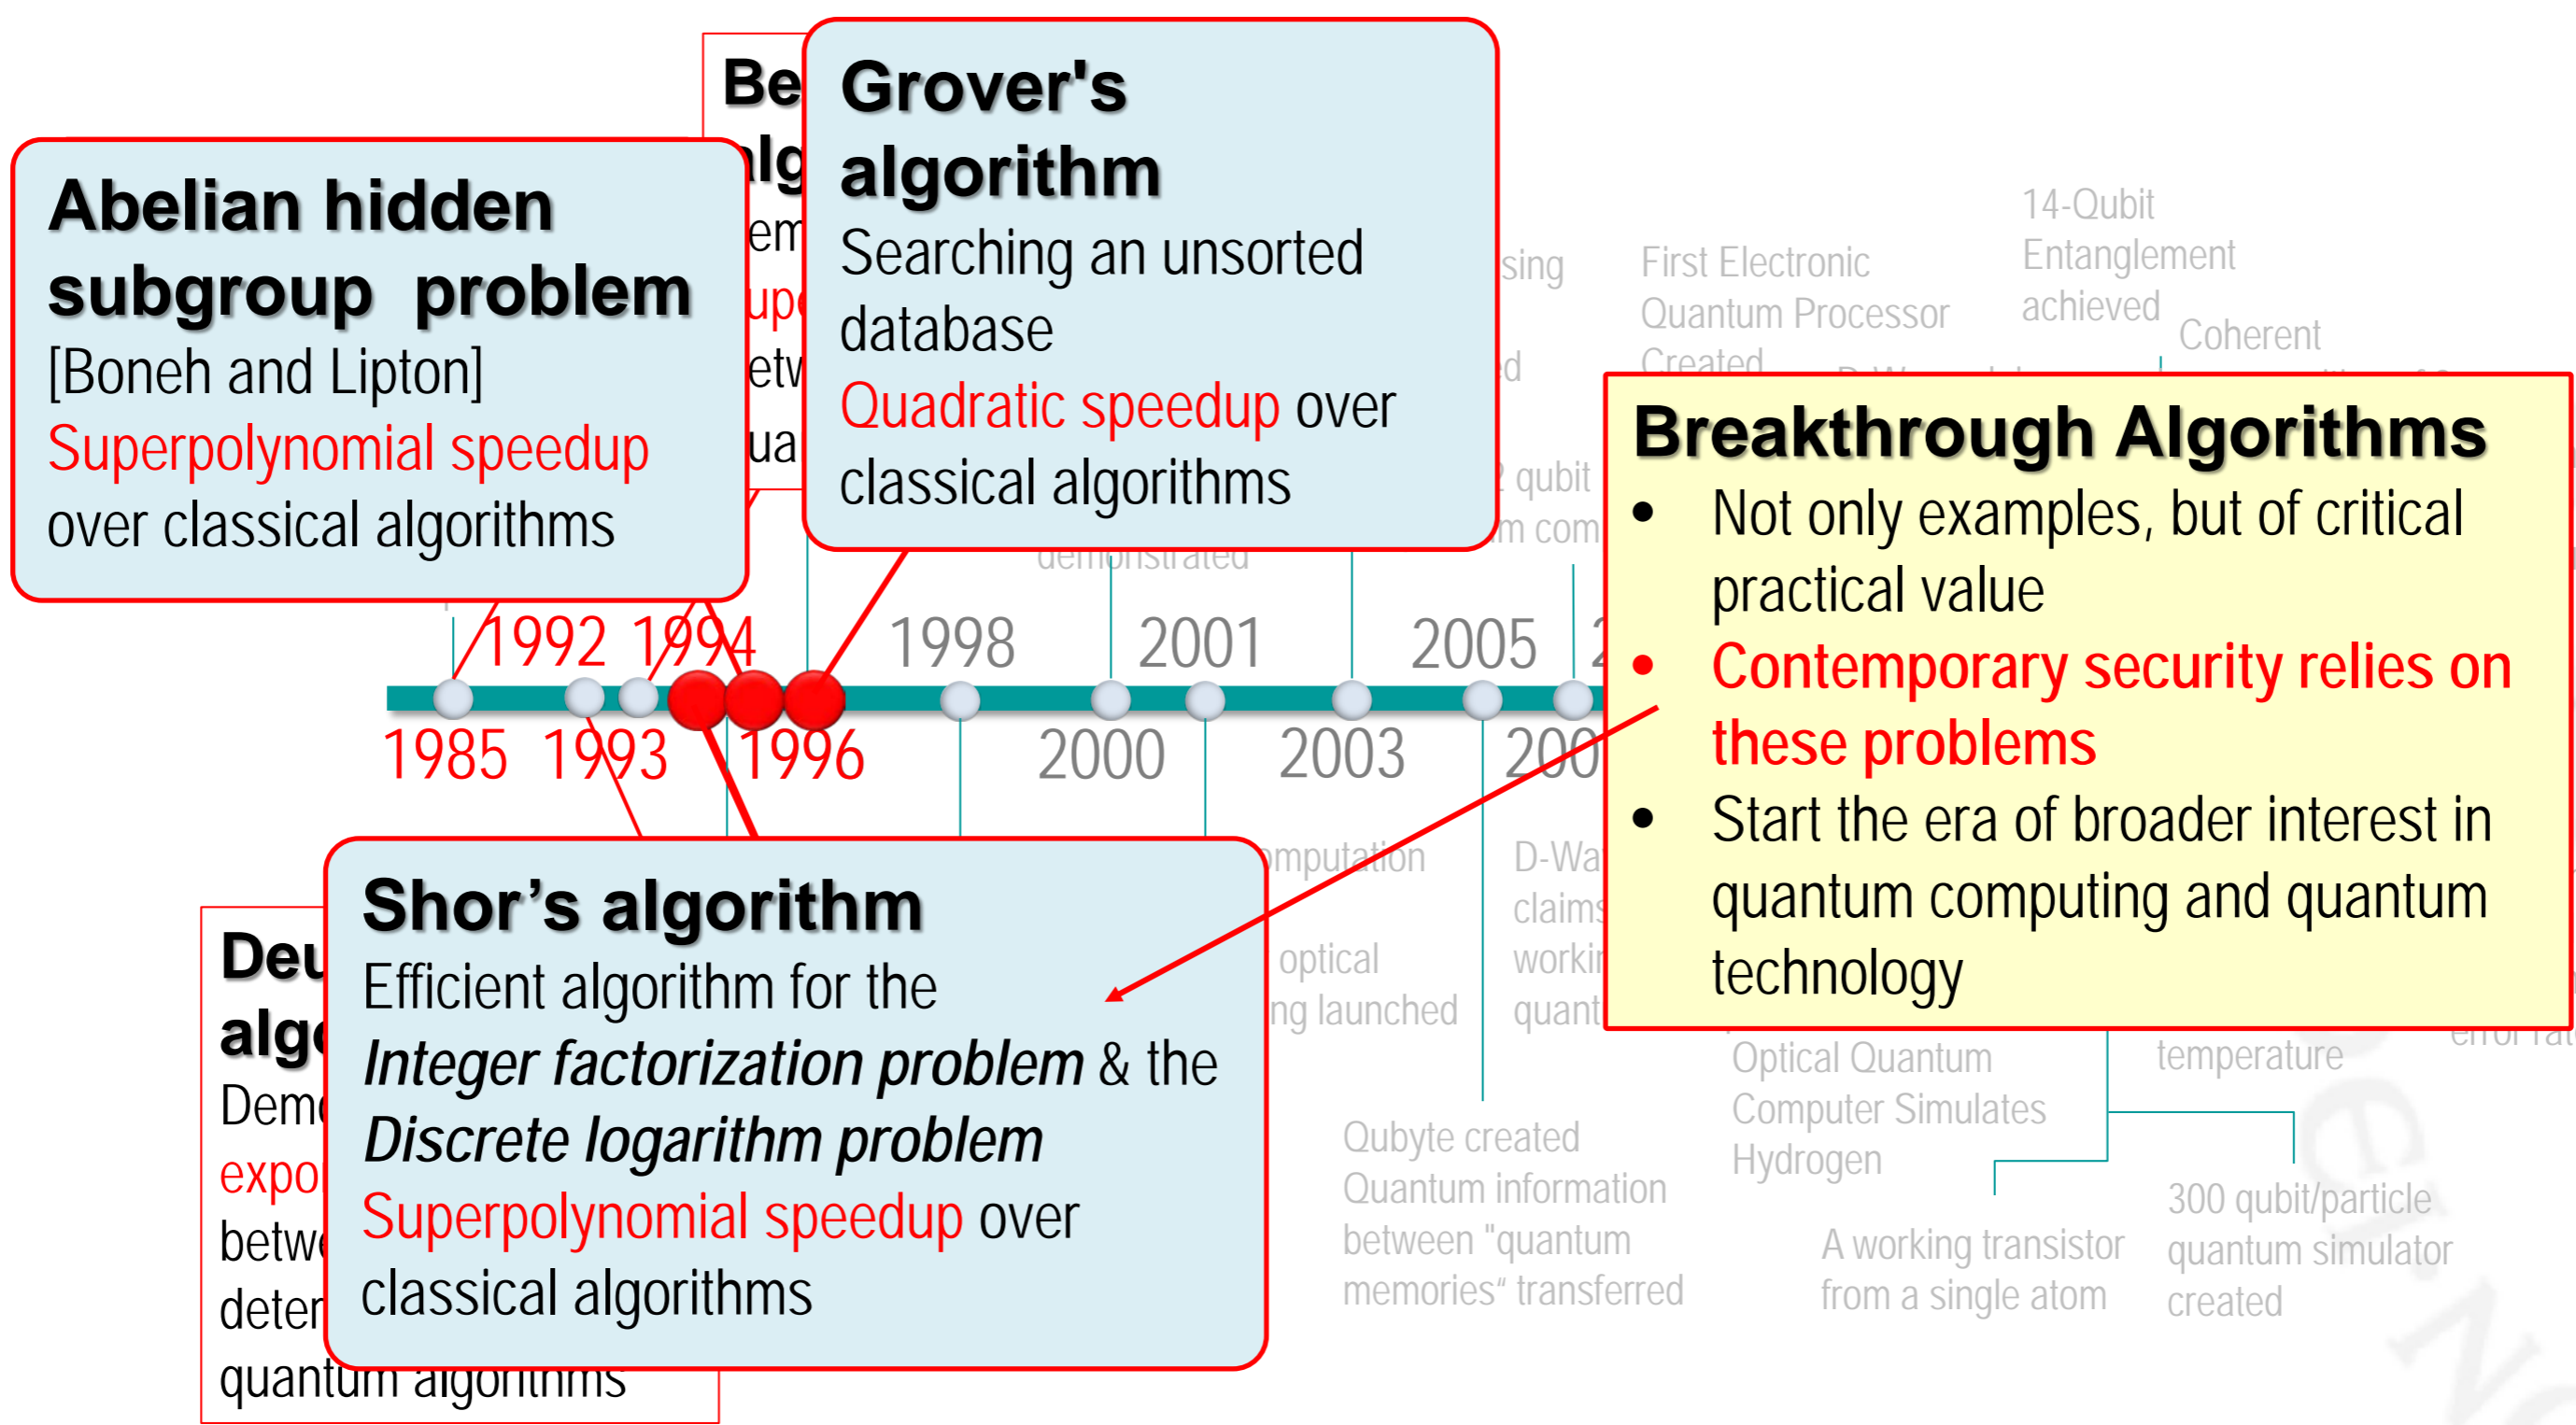 Grover's
algorithm
Searching an unsorted
database
Quadratic speedup over
classical algorithms
Abelian hidden
subgroup problem
[Boneh and Lipton]
Superpolynomial speedup
over classical algorithms
First Electronic
Quantum Processor
Created
14-Qubit
Entanglement
achieved
Coherent
qubit
demonstrated
Breakthrough Algorithms
• Not only examples, but of critical
practical value
• Contemporary security relies on
these problems
• Start the era of broader interest in
quantum computing and quantum
technology
1992 1994 1998 2001 2005
1985 1993 1996 2000 2003
Shor’s algorithm
Efficient algorithm for the
Integer factorization problem & the
Discrete logarithm problem
Superpolynomial speedup over
classical algorithms
quantum algorithms
optical
launched
claims
Qubyte created
Quantum information
between "quantum
memories“ transferred
Optical Quantum
Computer Simulates
Hydrogen
temperature
error
A working transistor
from a single atom
300 qubit/particle
quantum simulator
created